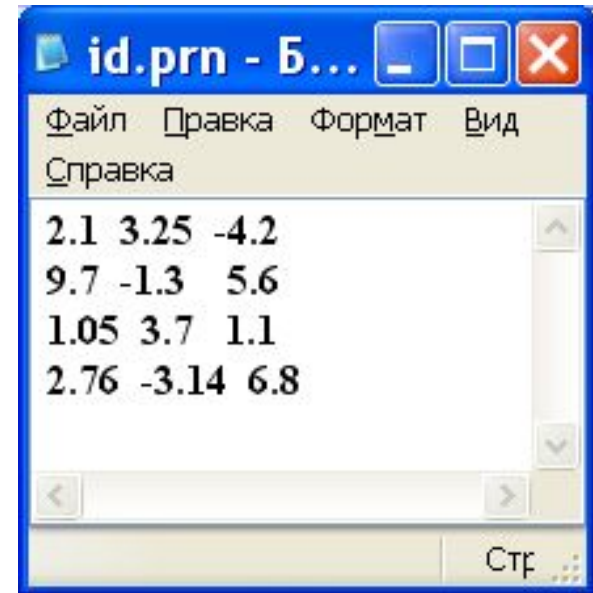 id.prn - Б...
Файл Правка Формат Вид
Справка
2.1 3.25 -4.2
9.7 -1.3 5.6
1.05 3.7 1.1
2.76 -3.14 6.8
Стр